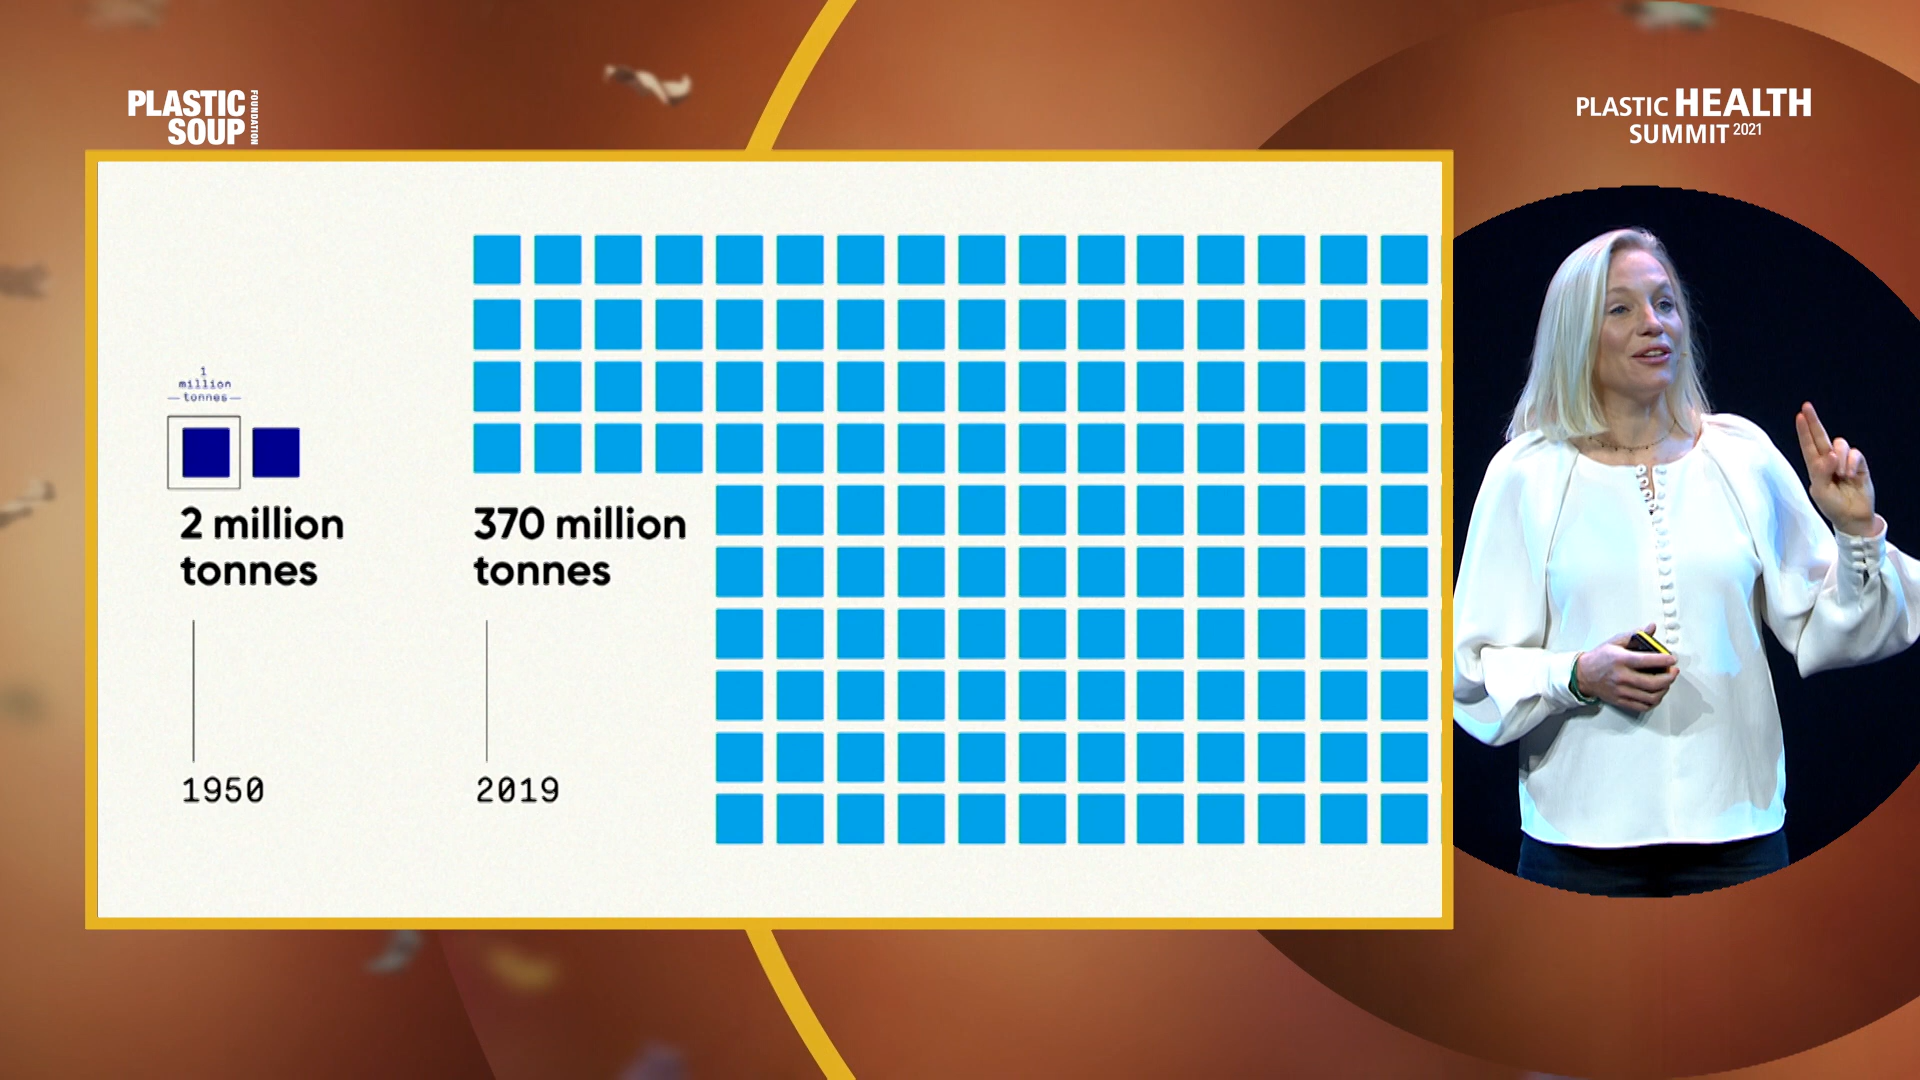 PLASTIC
SOUP
FOUNDATION
PLASTIC HEALTH
SUMMIT 2021
1
million
tonnes
2 million
tonnes
370 million
tonnes
1950
2019